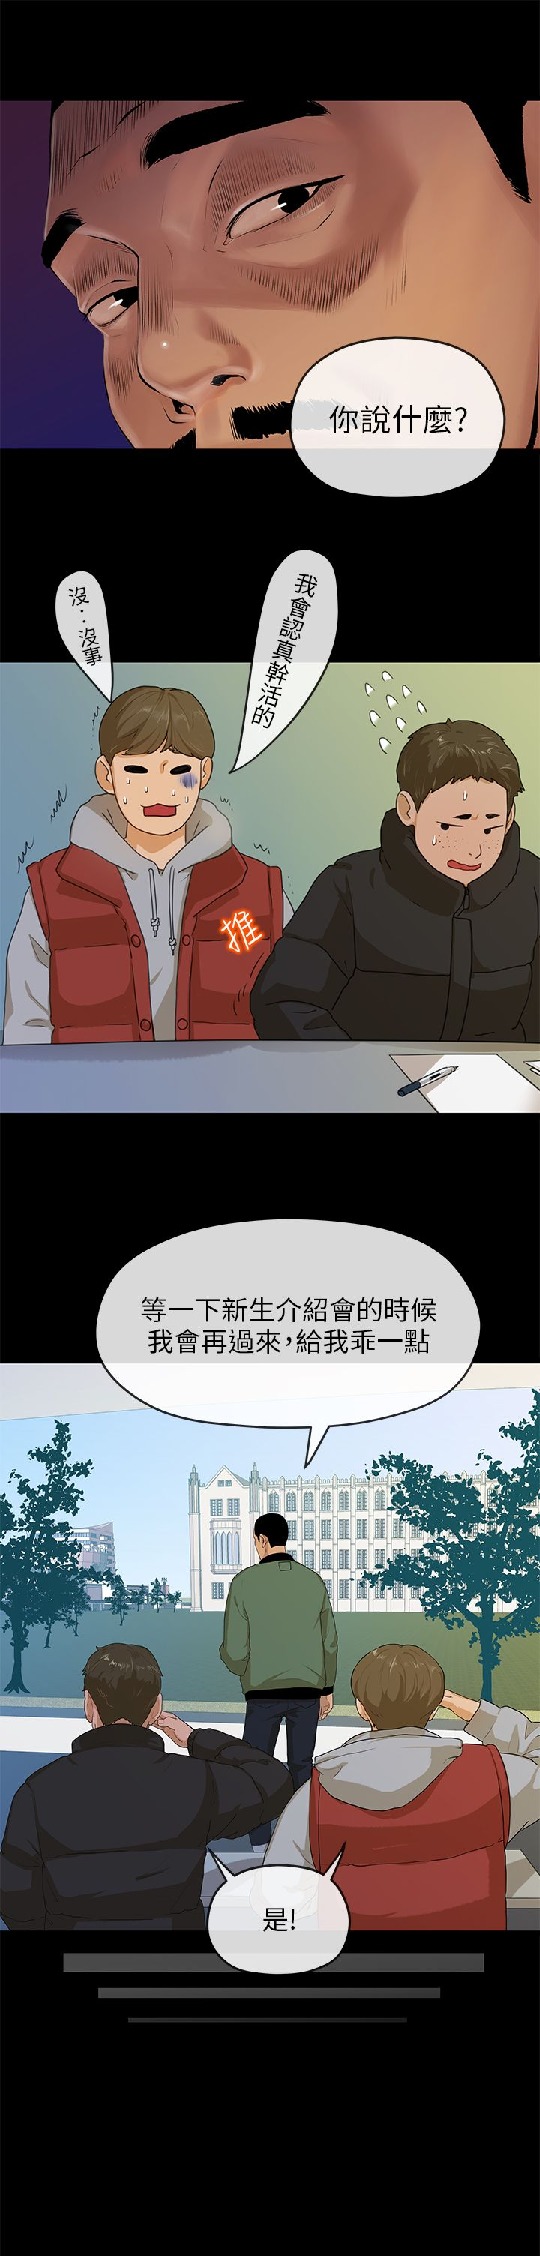 你說什麼?
沒‥沒事
我會認真幹活的
推
等一下新生介紹會的時候
我會再過來,給我乖一點
是!